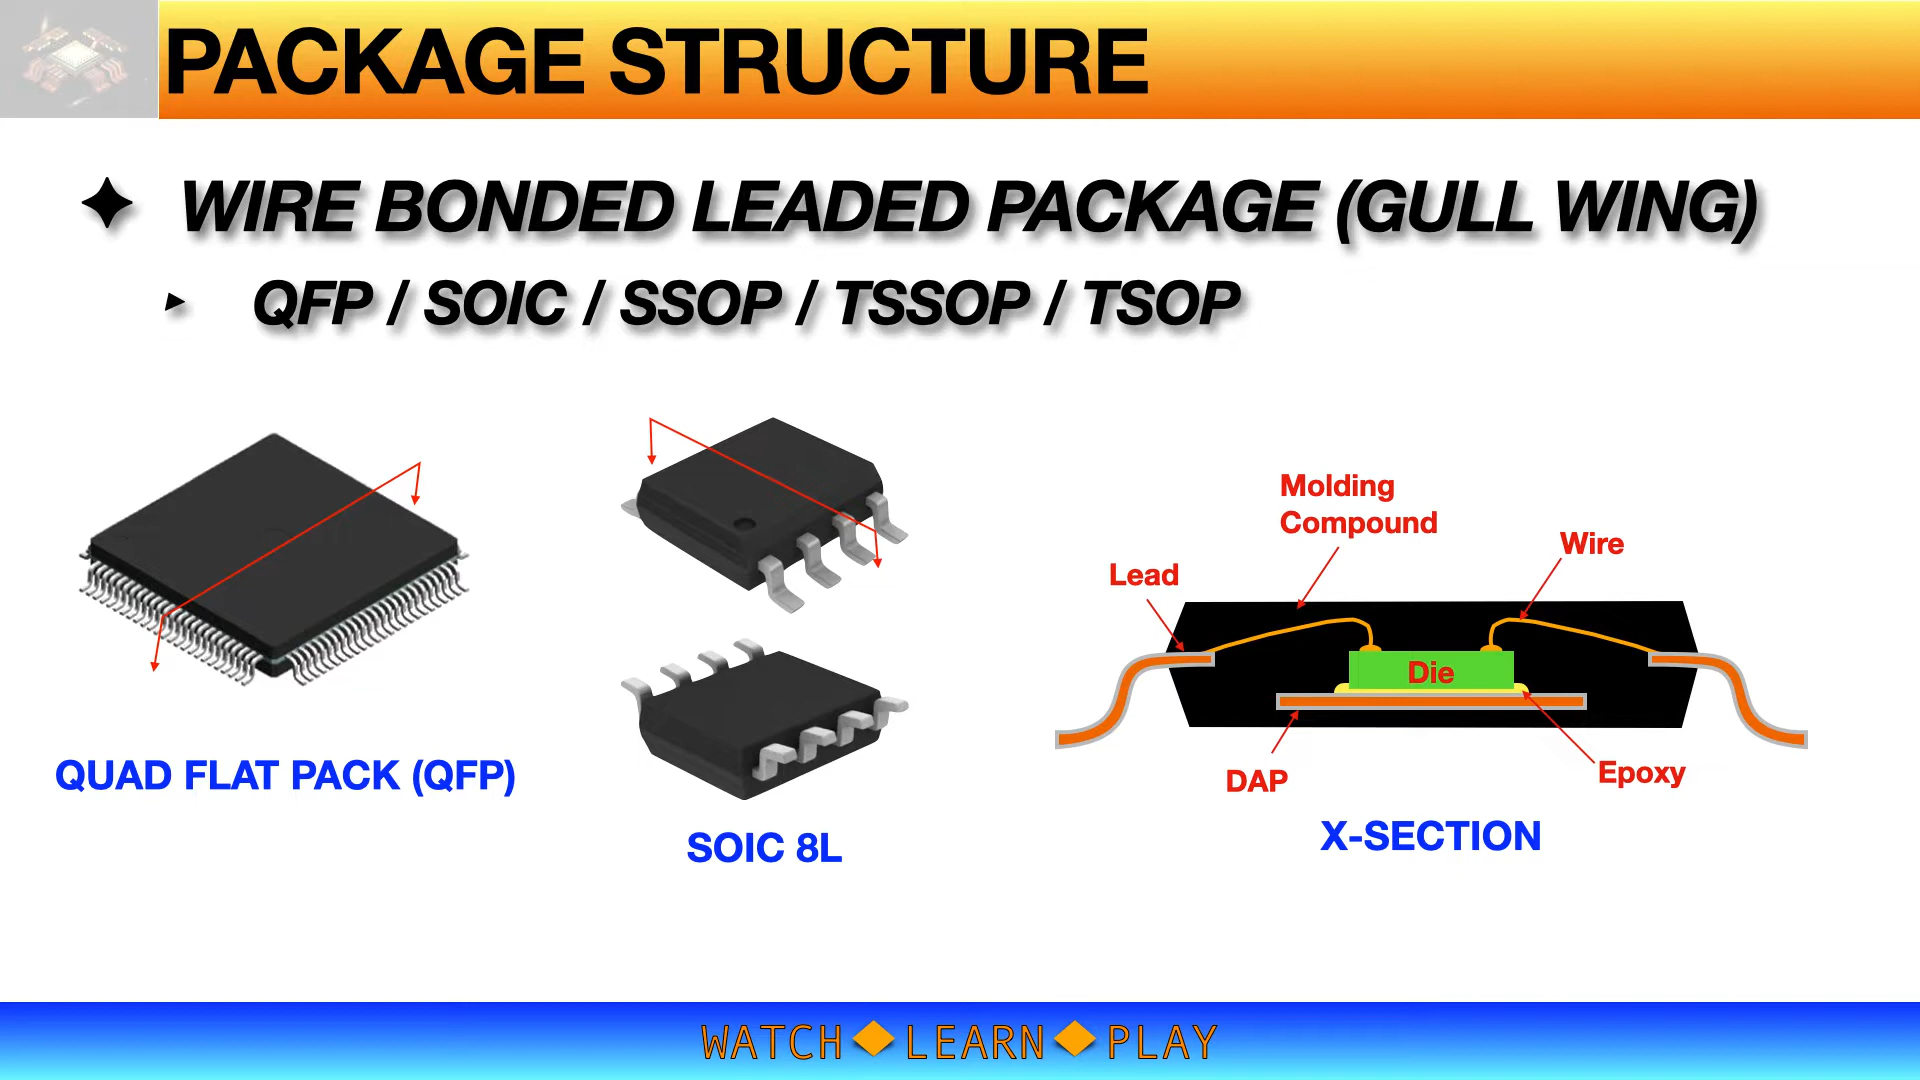 PACKAGE STRUCTURE
WIRE BONDED LEADED PACKAGE (GULL WING)
QFP / SOIC / SSOP / TSSOP / TSOP
QUAD FLAT PACK (QFP)
SOIC 8L
Molding
Compound
Wire
Lead
Die
DAP
Epoxy
X-SECTION
WATCH LEARN PLAY